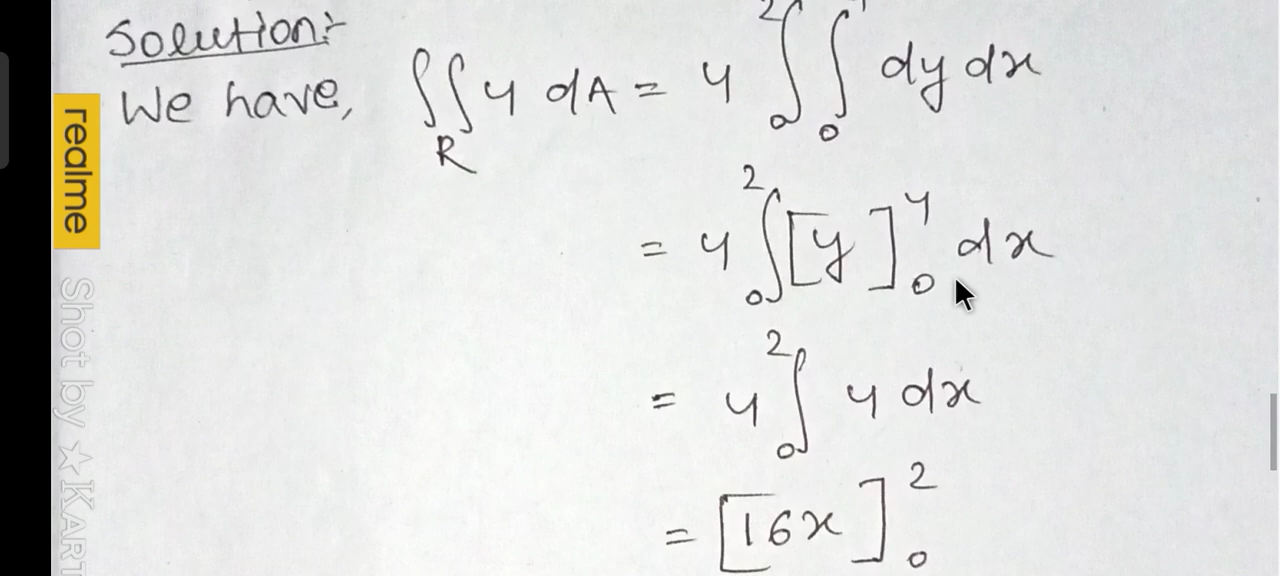 Solution:-
We have, ∬_R 4 dA = 4 ∫_0^2 ∫_0 dy dx
= 4 ∫_0^2 [y]_0^4 dx
= 4 ∫_0^2 4 dx
= [16x]_0^2
realme
Shot by ☆ KART